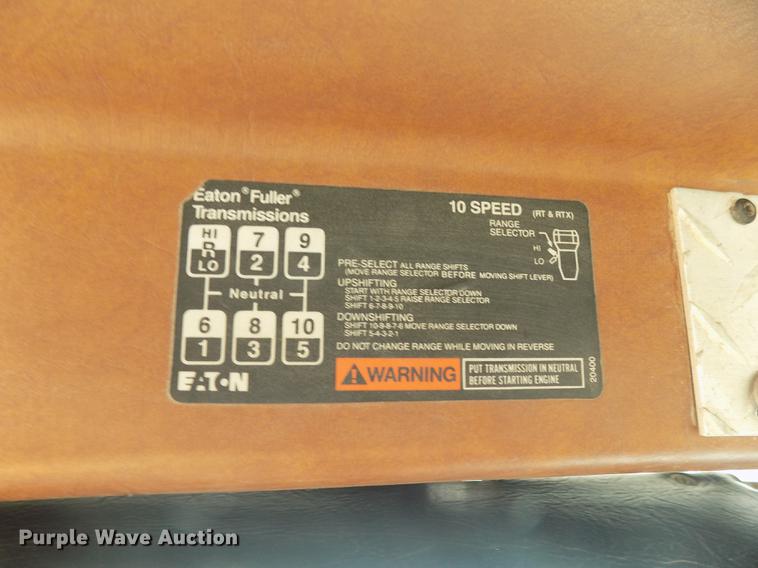 Eaton® Fuller®
Transmissions
10 SPEED (RT & RTX)
RANGE
SELECTOR
HI
LO
HI
R
LO
7
2
9
4
Neutral
6
1
8
3
10
5
PRE-SELECT ALL RANGE SHIFTS
(MOVE RANGE SELECTOR BEFORE MOVING SHIFT LEVER)
UPSHIFTING
START WITH RANGE SELECTOR DOWN
SHIFT 1-2-3-4-5 RAISE RANGE SELECTOR
SHIFT 6-7-8-9-10
DOWNSHIFTING
SHIFT 10-9-8-7-6 MOVE RANGE SELECTOR DOWN
SHIFT 5-4-3-2-1
DO NOT CHANGE RANGE WHILE MOVING IN REVERSE
EATON
WARNING
PUT TRANSMISSION IN NEUTRAL
BEFORE STARTING ENGINE
20400
Purple Wave Auction